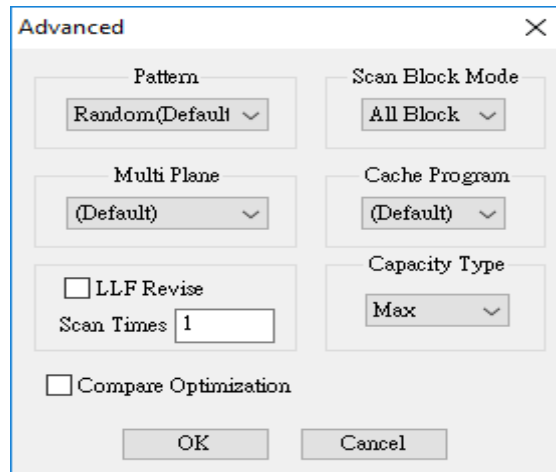 Advanced
Pattern
Random(Default
Scan Block Mode
All Block
Multi Plane
(Default)
Cache Program
(Default)
LLF Revise
Scan Times 1
Capacity Type
Max
Compare Optimization
OK
Cancel